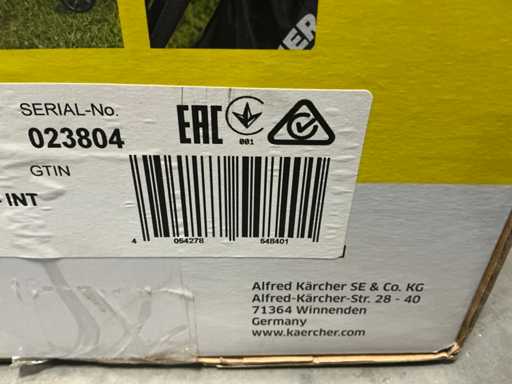 SERIAL-No.
023804
EAC
001
GTIN
INT
4 054278 548401
Alfred Kärcher SE & Co. KG
Alfred-Kärcher-Str. 28 - 40
71364 Winnenden
Germany
www.kaercher.com